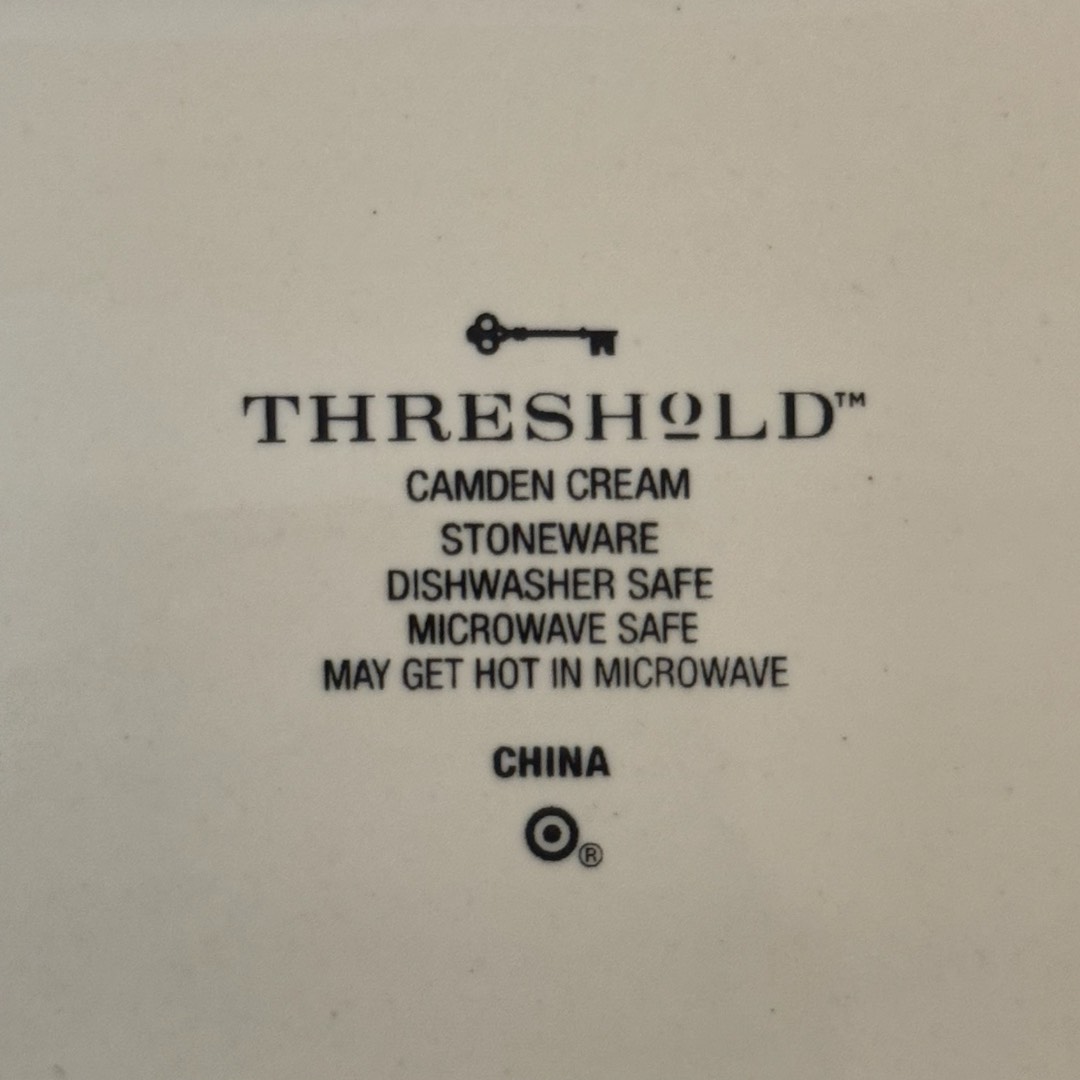 THRESHOLD™
CAMDEN CREAM
STONEWARE
DISHWASHER SAFE
MICROWAVE SAFE
MAY GET HOT IN MICROWAVE
CHINA
®